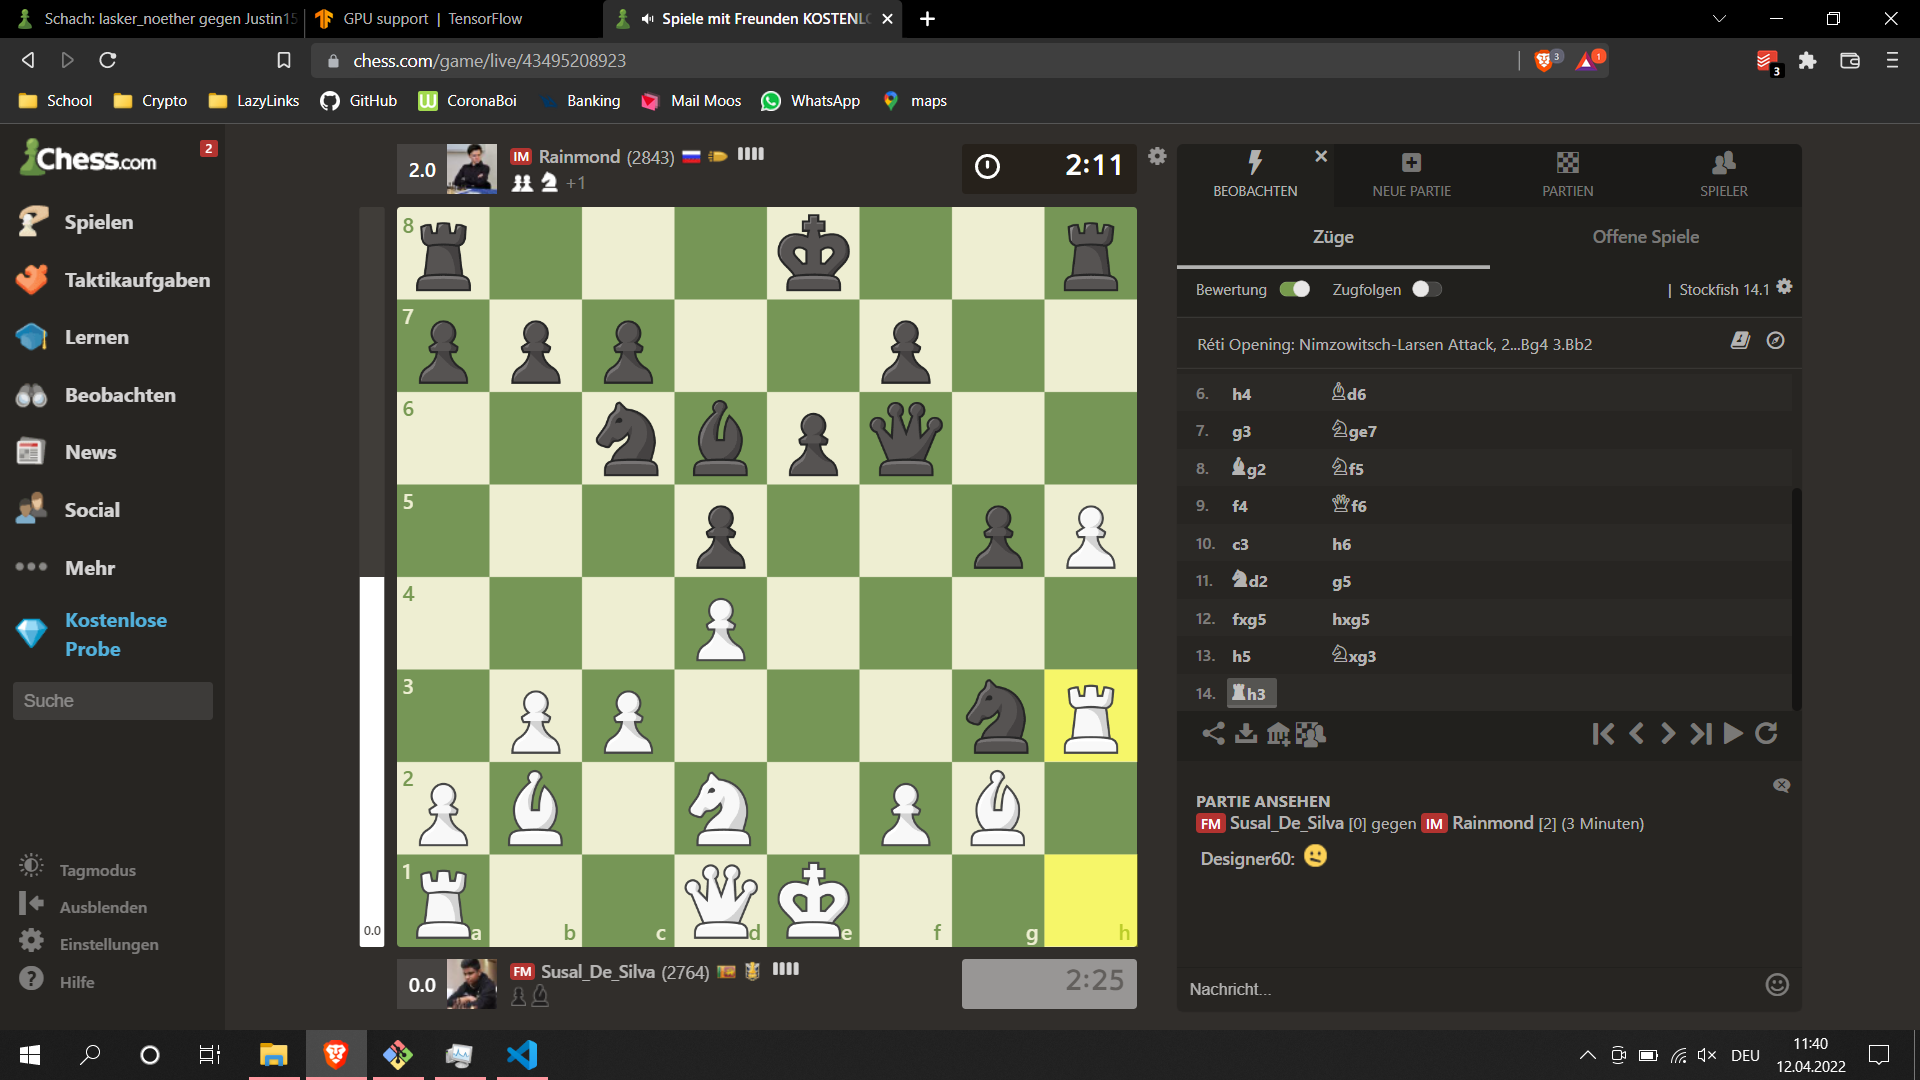 Schach: lasker_noether gegen Justin15
GPU support | TensorFlow
Spiele mit Freunden KOSTENLO
chess.com/game/live/43495208923
3
1
3
School
Crypto
LazyLinks
GitHub
CoronaBoi
Banking
Mail Moos
WhatsApp
maps
Chess.com
2
Spielen
Taktikaufgaben
Lernen
Beobachten
News
Social
Mehr
Kostenlose
Probe
Suche
Tagmodus
Ausblenden
Einstellungen
Hilfe
2.0
IM Rainmond (2843)
+1
2:11
8
7
6
5
4
3
2
1
a b c d e f g h
0.0
0.0
FM Susal_De_Silva (2764)
2:25
BEOBACHTEN
NEUE PARTIE
PARTIEN
SPIELER
Züge
Offene Spiele
Bewertung
Zugfolgen
| Stockfish 14.1
Réti Opening: Nimzowitsch-Larsen Attack, 2...Bg4 3.Bb2
6. h4 d6
7. g3 ge7
8. g2 f5
9. f4 f6
10. c3 h6
11. d2 g5
12. fxg5 hxg5
13. h5 xg3
14. h3
PARTIE ANSEHEN
FM Susal_De_Silva [0] gegen IM Rainmond [2] (3 Minuten)
Designer60:
Nachricht...
DEU
11:40
12.04.2022